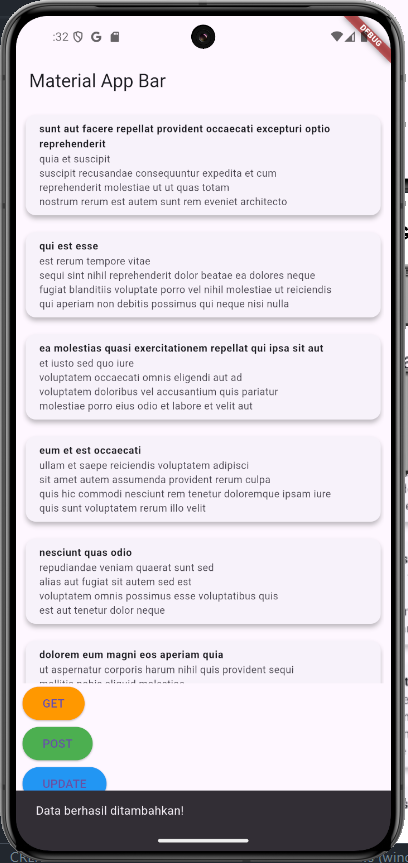 :32
DEBUG
Material App Bar
sunt aut facere repellat provident occaecati excepturi optio
reprehenderit
quia et suscipit
suscipit recusandae consequuntur expedita et cum
reprehenderit molestiae ut ut quas totam
nostrum rerum est autem sunt rem eveniet architecto
qui est esse
est rerum tempore vitae
sequi sint nihil reprehenderit dolor beatae ea dolores neque
fugiat blanditiis voluptate porro vel nihil molestiae ut reiciendis
qui aperiam non debitis possimus qui neque nisi nulla
ea molestias quasi exercitationem repellat qui ipsa sit aut
et iusto sed quo iure
voluptatem occaecati omnis eligendi aut ad
voluptatem doloribus vel accusantium quis pariatur
molestiae porro eius odio et labore et velit aut
eum et est occaecati
ullam et saepe reiciendis voluptatem adipisci
sit amet autem assumenda provident rerum culpa
quis hic commodi nesciunt rem tenetur doloremque ipsam iure
quis sunt voluptatem rerum illo velit
nesciunt quas odio
repudiandae veniam quaerat sunt sed
alias aut fugiat sit autem sed est
voluptatem omnis possimus esse voluptatibus quis
est aut tenetur dolor neque
dolorem eum magni eos aperiam quia
ut aspernatur corporis harum nihil quis provident sequi
mollitia nobis aliquid molestiae
GET
POST
UPDATE
Data berhasil ditambahkan!